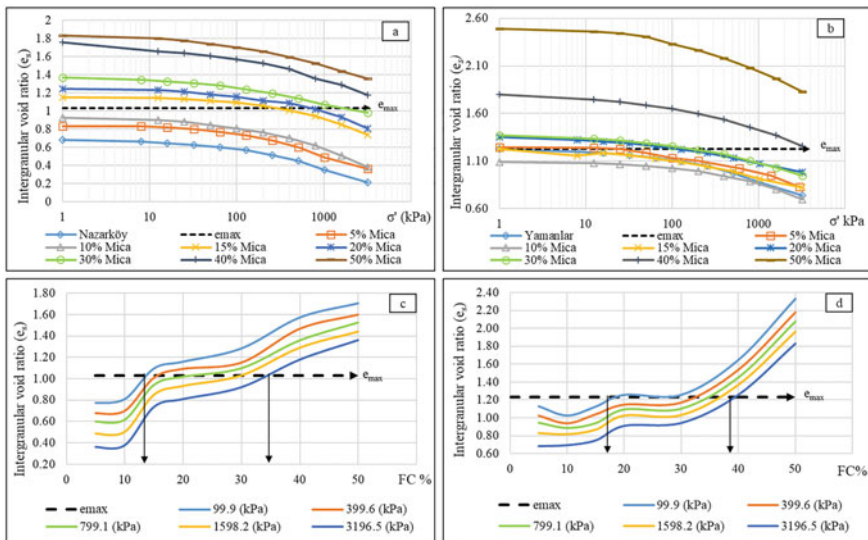 a
Intergranular void ratio (es)
2
1.8
1.6
1.4
1.2
1
0.8
0.6
0.4
0.2
0
emax
1 10 100 1000
σ' (kPa)
Nazarköy emax 5% Mica
10% Mica 15% Mica 20% Mica
30% Mica 40% Mica 50% Mica
b
Intergranular void ratio (es)
2.60
2.10
1.60
1.10
0.60
emax
1 10 100 1000
σ' kPa
Yamanlar emax 5% Mica
10% Mica 15% Mica 20% Mica
30% Mica 40% Mica 50% Mica
c
Intergranular void ratio (es)
1.80
1.60
1.40
1.20
1.00
0.80
0.60
0.40
0.20
emax
0 10 20 30 40 50 60
FC %
emax 99.9 (kPa) 399.6 (kPa)
799.1 (kPa) 1598.2 (kPa) 3196.5 (kPa)
d
Intergranular void ratio (es)
2.40
2.20
2.00
1.80
1.60
1.40
1.20
1.00
0.80
0.60
emax
0 10 20 30 40 50 60
FC %
emax 99.9 (kPa) 399.6 (kPa)
799.1 (kPa) 1598.2 (kPa) 3196.5 (kPa)